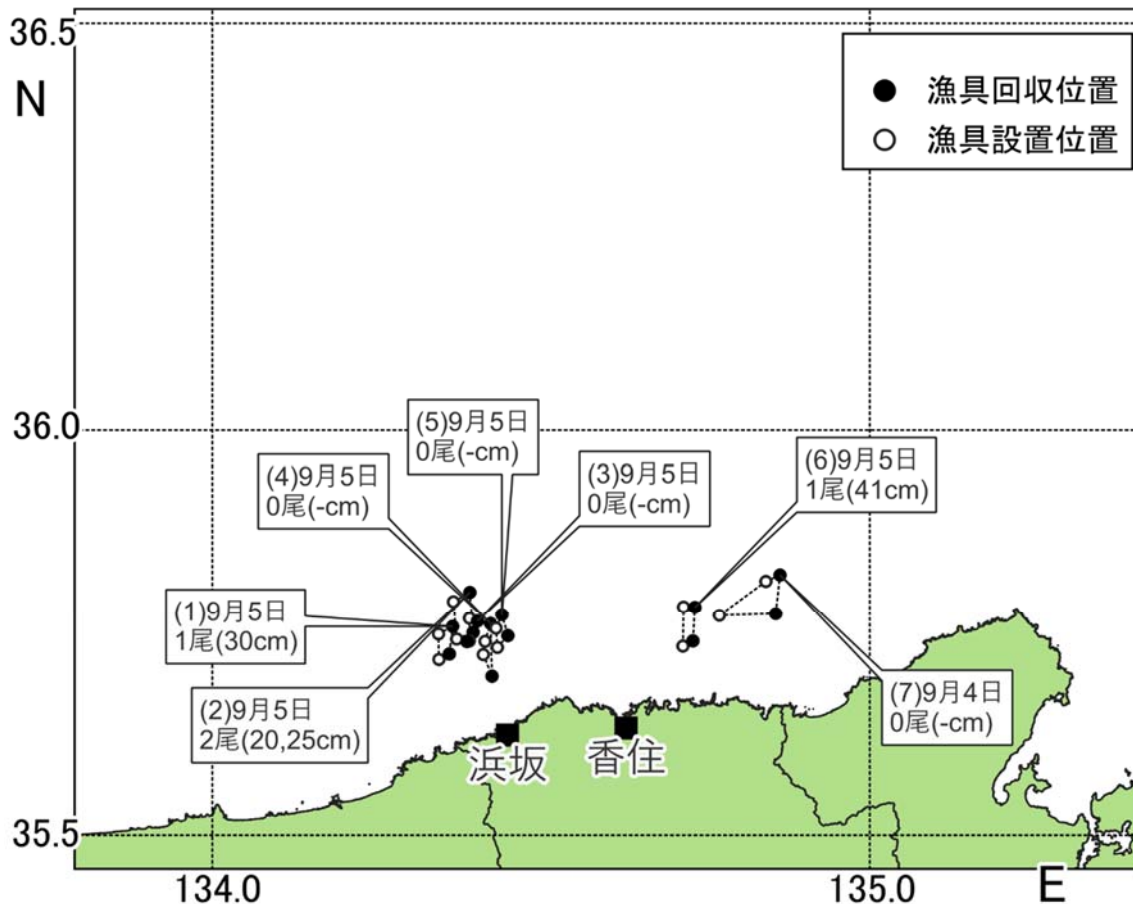 36.5
N
● 漁具回収位置
○ 漁具設置位置
36.0
(5)9月5日
0尾(-cm)
(4)9月5日
0尾(-cm)
(3)9月5日
0尾(-cm)
(6)9月5日
1尾(41cm)
(1)9月5日
1尾(30cm)
(2)9月5日
2尾(20,25cm)
(7)9月4日
0尾(-cm)
浜坂
香住
35.5
134.0
135.0
E